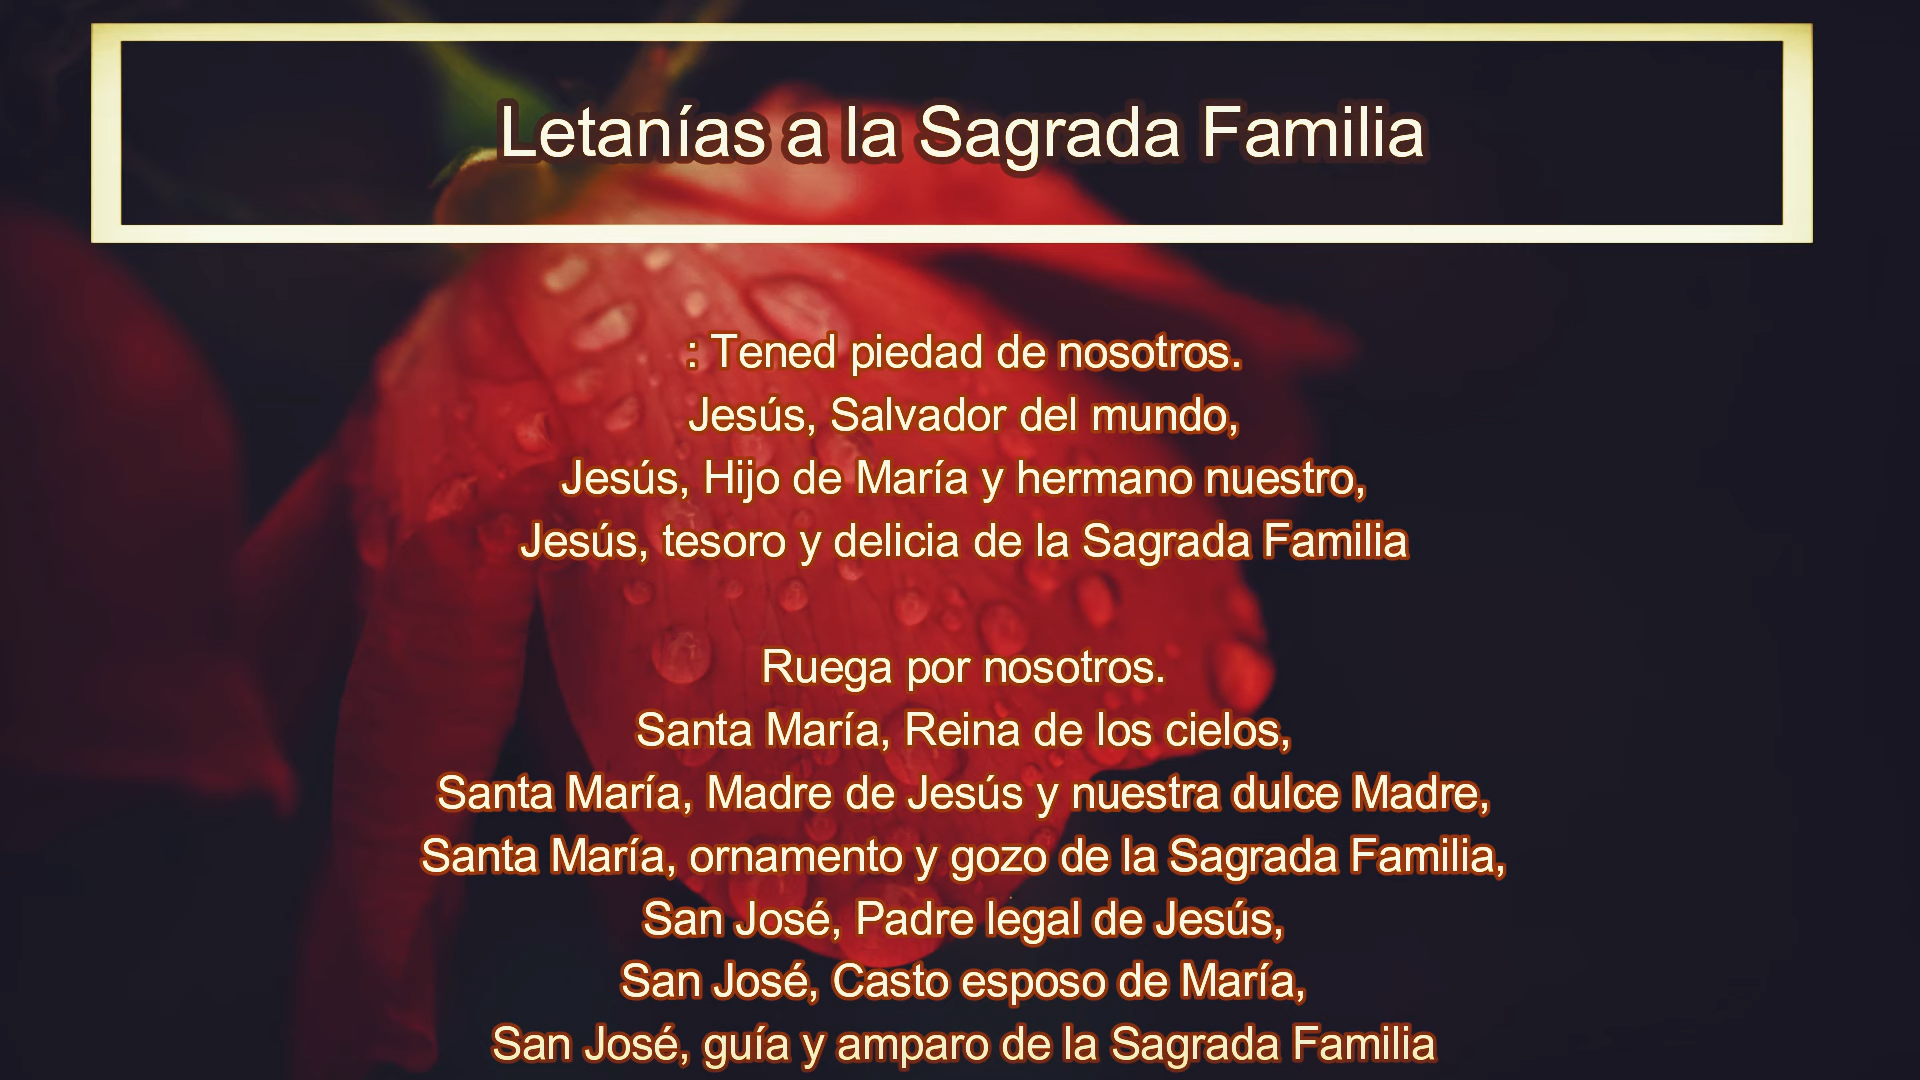 Letanías a la Sagrada Familia
: Tened piedad de nosotros.
Jesús, Salvador del mundo,
Jesús, Hijo de María y hermano nuestro,
Jesús, tesoro y delicia de la Sagrada Familia
Ruega por nosotros.
Santa María, Reina de los cielos,
Santa María, Madre de Jesús y nuestra dulce Madre,
Santa María, ornamento y gozo de la Sagrada Familia,
San José, Padre legal de Jesús,
San José, Casto esposo de María,
San José, guía y amparo de la Sagrada Familia